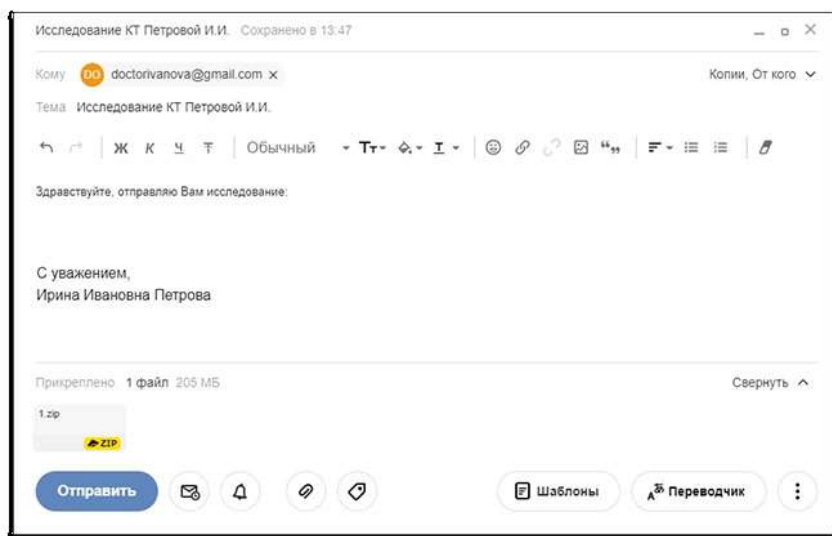 Исследование КТ Петровой И.И. Сохранено в 13:47
Кому DO doctorivanova@gmail.com × Копии, От кого
Тема Исследование КТ Петровой И.И.
Ж К Ч Т Обычный Тт Т
Здравствуйте, отправляю Вам исследование:
С уважением,
Ирина Ивановна Петрова
Прикреплено 1 файл 205 МБ Свернуть
1.zip
ZIP
Отправить Шаблоны Переводчик